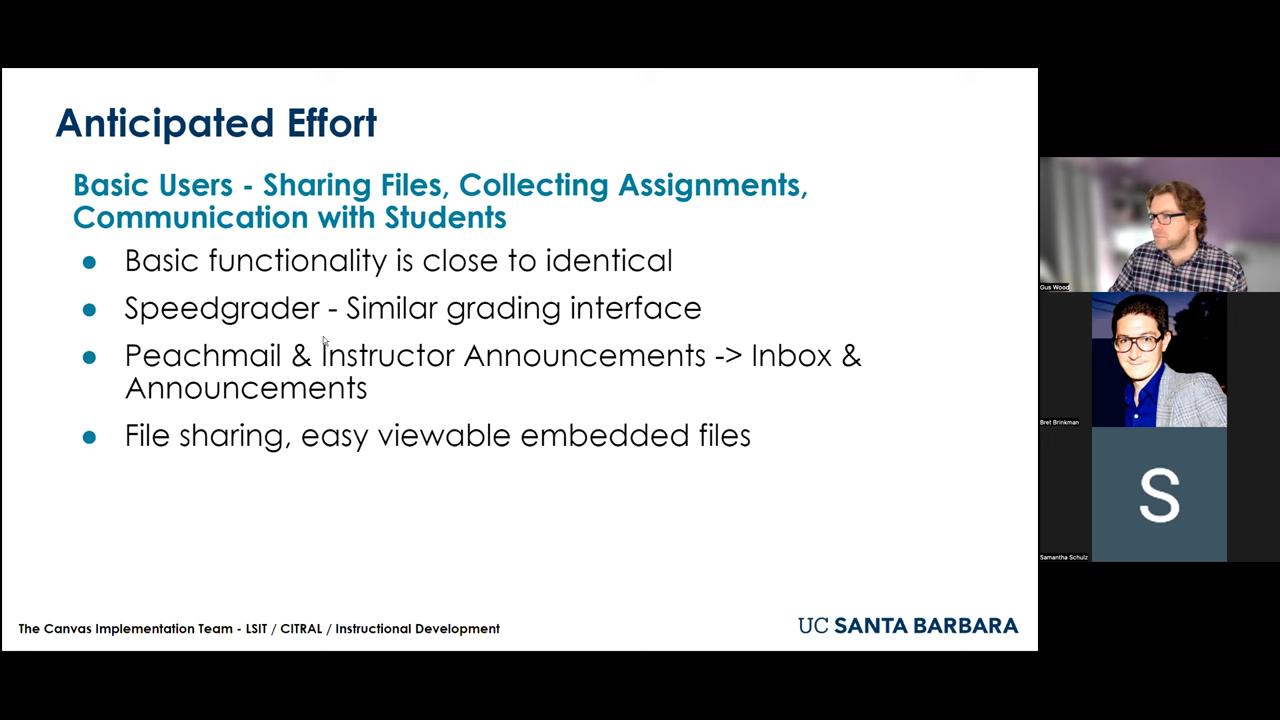 Anticipated Effort
Basic Users - Sharing Files, Collecting Assignments,
Communication with Students
● Basic functionality is close to identical
● Speedgrader - Similar grading interface
● Peachmail & Instructor Announcements -> Inbox &
Announcements
● File sharing, easy viewable embedded files
The Canvas Implementation Team - LSIT / CITRAL / Instructional Development
UC SANTA BARBARA
Gus Wood
Bret Brinkman
S
Samantha Schulz